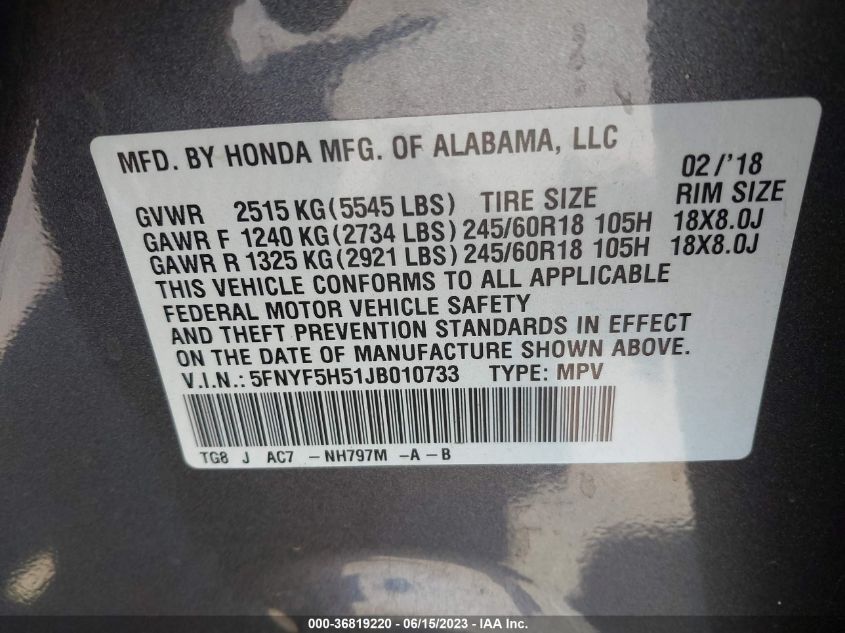 MFD. BY HONDA MFG. OF ALABAMA, LLC 02/'18
GVWR 2515 KG(5545 LBS) TIRE SIZE RIM SIZE
GAWR F 1240 KG(2734 LBS) 245/60R18 105H 18X8.0J
GAWR R 1325 KG(2921 LBS) 245/60R18 105H 18X8.0J
THIS VEHICLE CONFORMS TO ALL APPLICABLE
FEDERAL MOTOR VEHICLE SAFETY
AND THEFT PREVENTION STANDARDS IN EFFECT
ON THE DATE OF MANUFACTURE SHOWN ABOVE.
V.I.N.: 5FNYF5H51JB010733 TYPE: MPV
TG8 J AC7 -NH797M -A-B
000-36819220 - 06/15/2023 - IAA Inc.